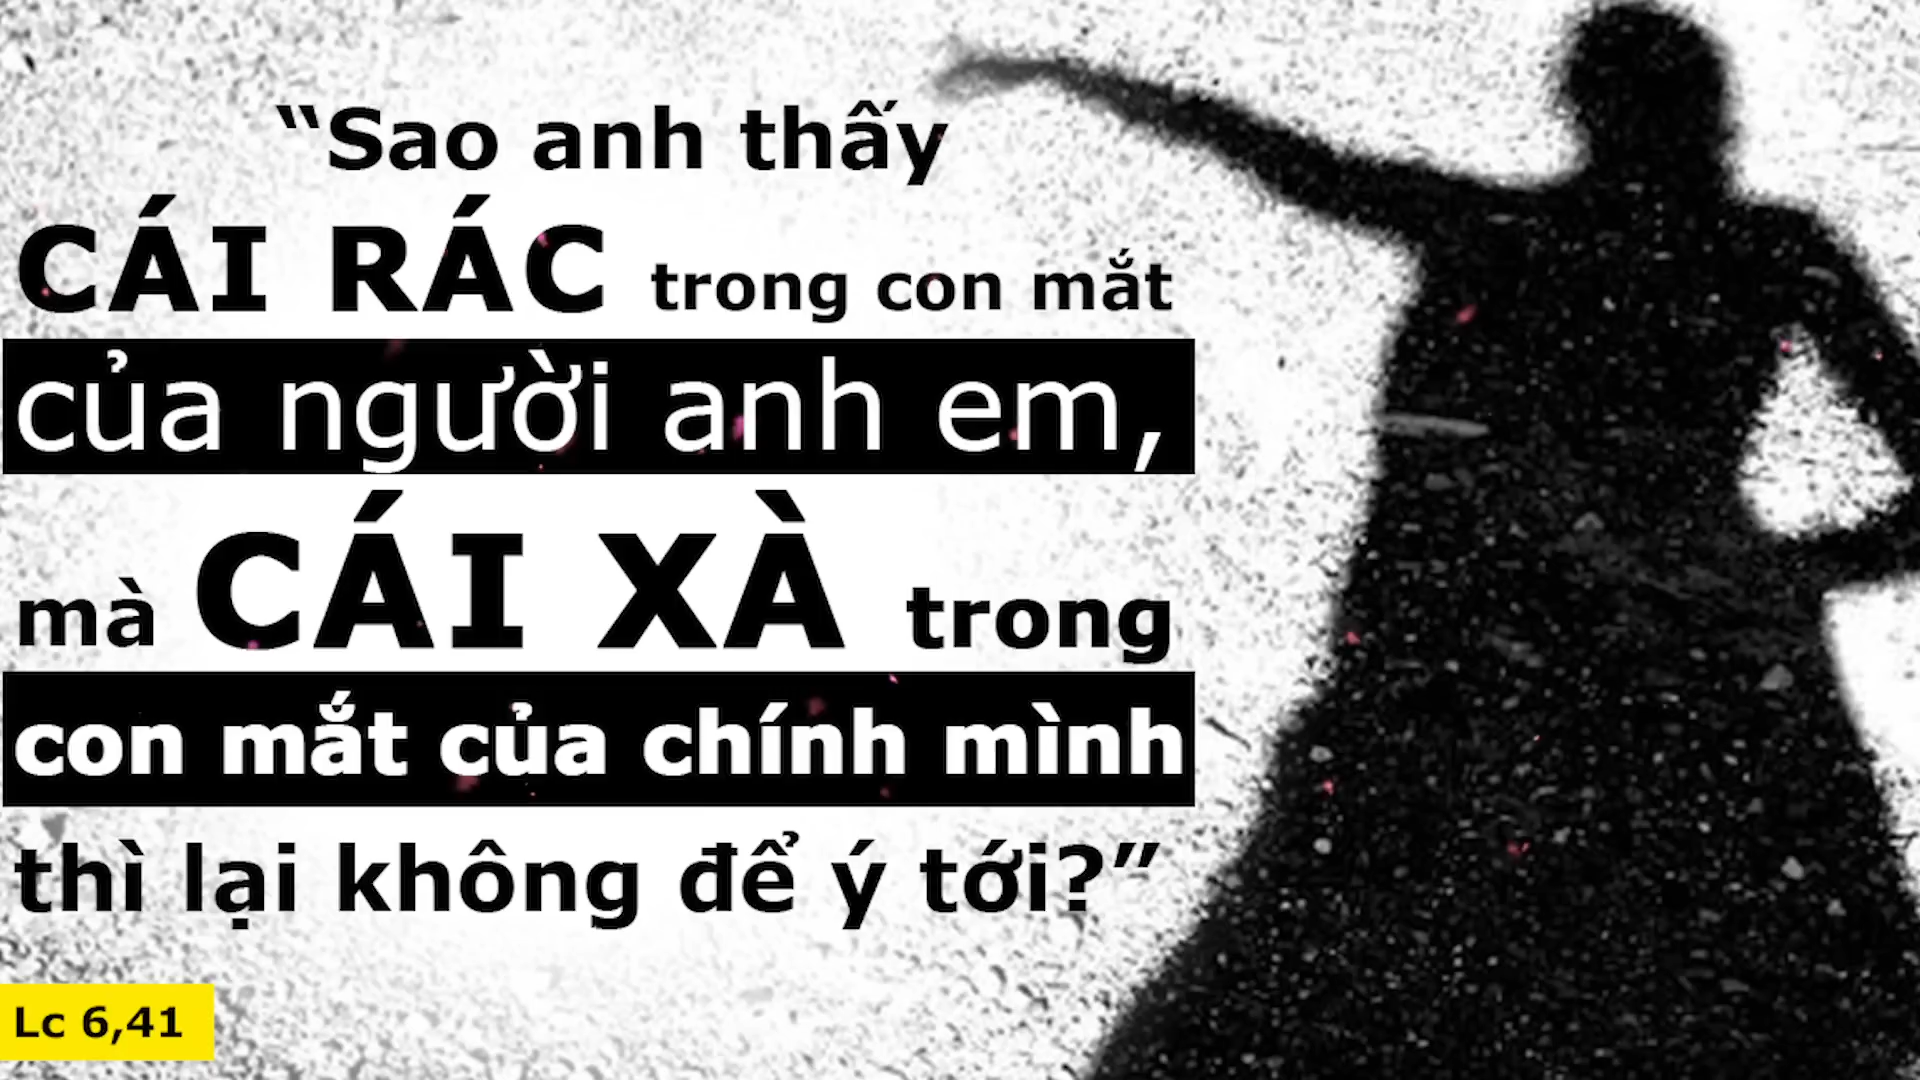 “Sao anh thấy
CÁI RÁC trong con mắt
của người anh em,
mà CÁI XÀ trong
con mắt của chính mình
thì lại không để ý tới?”
Lc 6,41